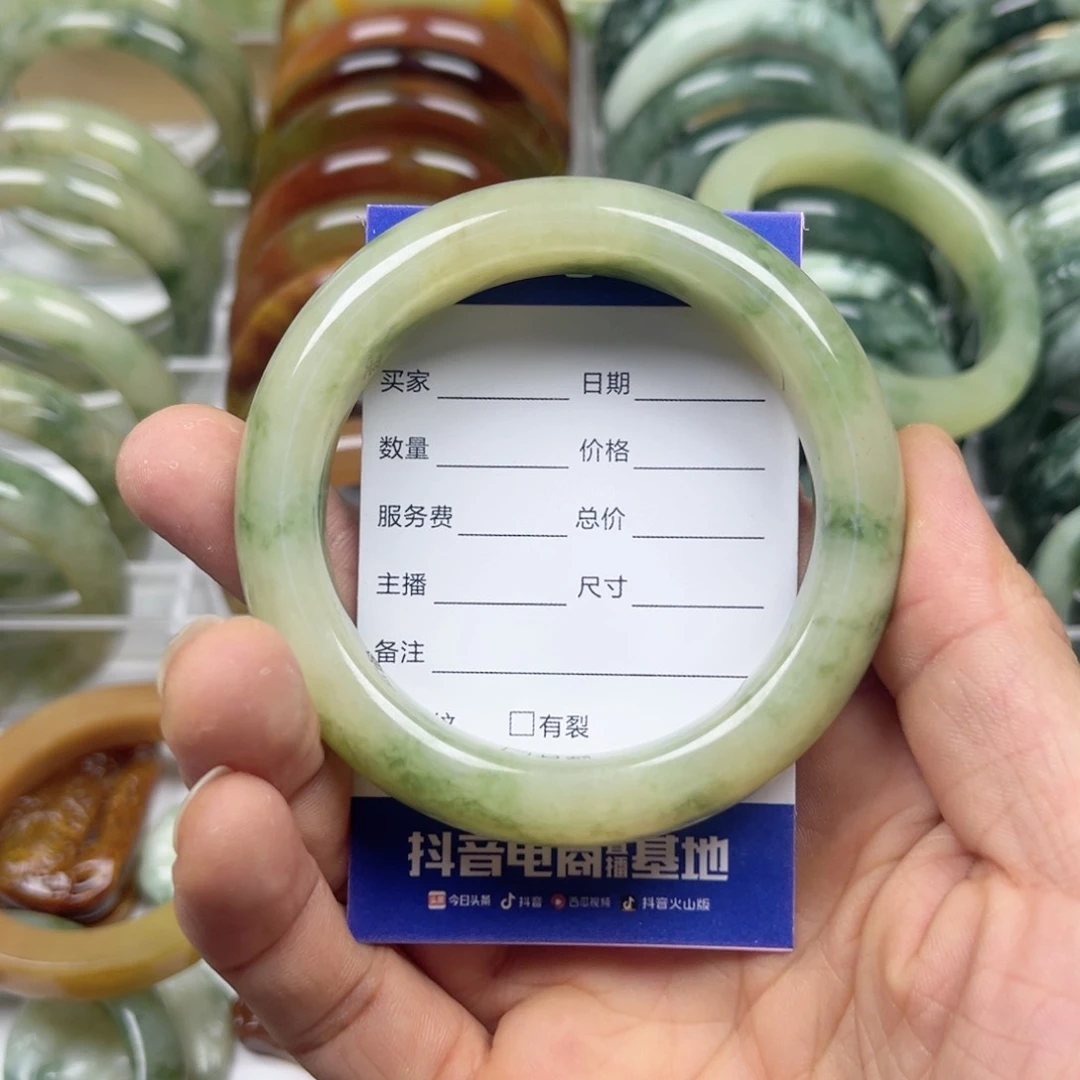 买家 日期
数量 价格
服务费 总价
主播 尺寸
备注
□有裂
抖音电商直播基地
今日头条 抖音 西瓜视频 抖音火山版